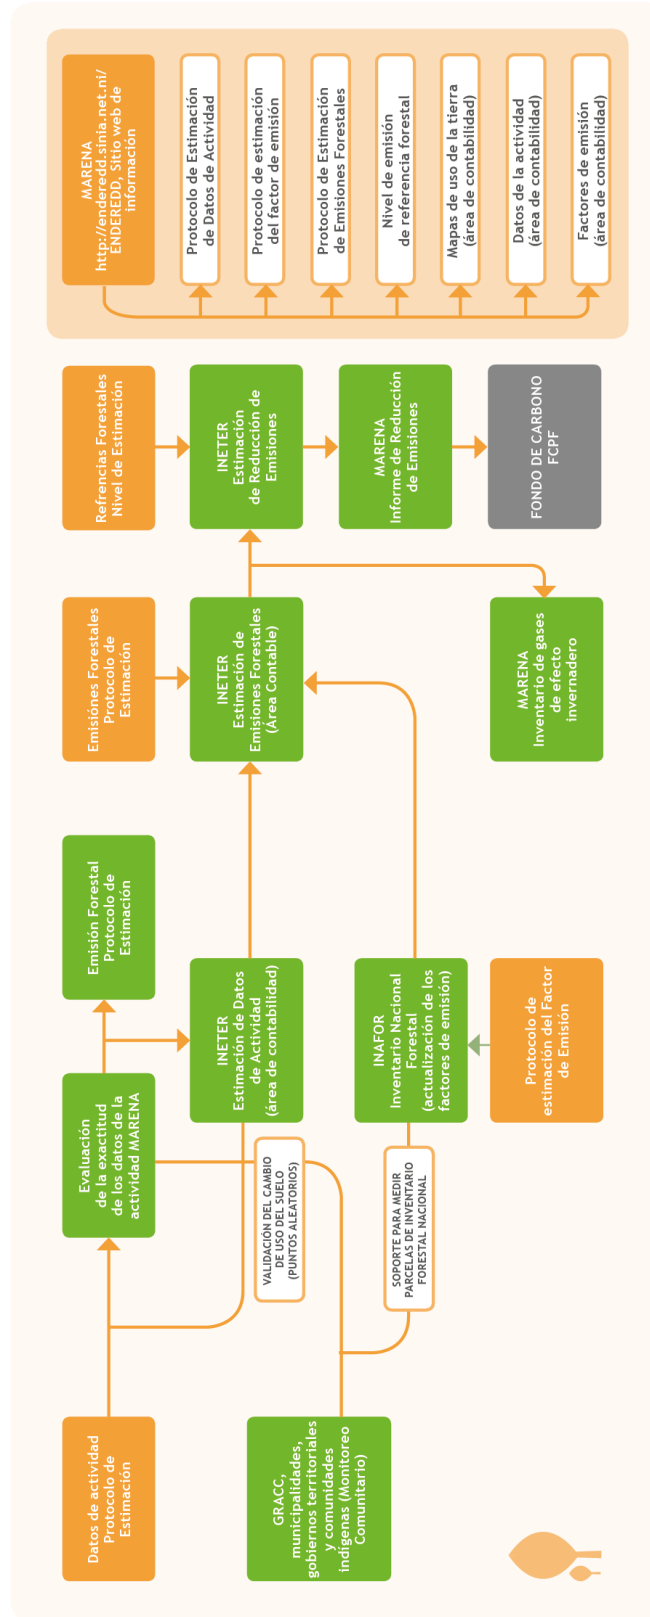 Datos de actividad
Protocolo de
Estimación
GRACC,
municipalidades,
gobiernos territoriales
y comunidades
indígenas (Monitoreo
Comunitario)
Evaluación
de la exactitud
de los datos de la
actividad MARENA
VALIDACIÓN DEL CAMBIO
DE USO DEL SUELO
(PUNTOS ALEATORIOS)
SOPORTE PARA MEDIR
PARCELAS DE INVENTARIO
FORESTAL NACIONAL
Emisión Forestal
Protocolo de
Estimación
INETER
Estimación de Datos
de Actividad
(área de contabilidad)
INAFOR
Inventario Nacional
Forestal
(actualización de los
factores de emisión)
Protocolo de
estimación del Factor
de Emisión
Emisiónes Forestales
Protocolo de
Estimación
INETER
Estimación de
Emisiones Forestales
(Área Contable)
MARENA
Inventario de gases
de efecto
invernadero
Refrencias Forestales
Nivel de Estimación
INETER
Estimación
de Reducción de
Emisiones
MARENA
Informe de Reducción
de Emisiones
FONDO DE CARBONO
FCPF
MARENA
http://enderedd.sinia.net.ni/
ENDEREDD, Sitio web de
información
Protocolo de Estimación
de Datos de Actividad
Protocolo de estimación
del factor de emisión
Protocolo de Estimación
de Emisiones Forestales
Nivel de emisión
de referencia forestal
Mapas de uso de la tierra
(área de contabilidad)
Datos de la actividad
(área de contabilidad)
Factores de emisión
(área de contabilidad)